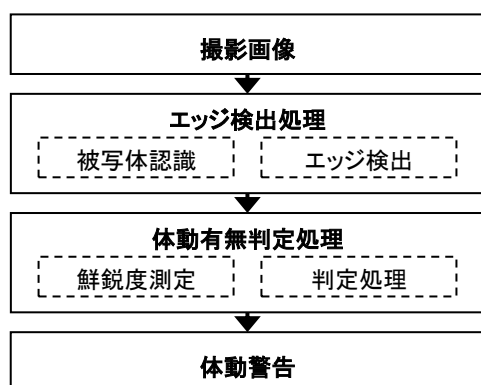 撮影画像
エッジ検出処理
被写体認識 エッジ検出
体動有無判定処理
鮮鋭度測定 判定処理
体動警告